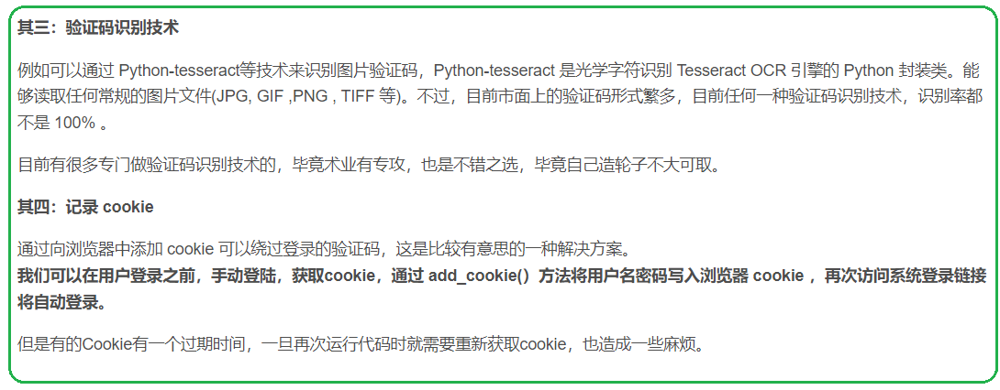 其三：验证码识别技术
例如可以通过 Python-tesseract等技术来识别图片验证码，Python-tesseract 是光学字符识别 Tesseract OCR 引擎的 Python 封装类。能
够读取任何常规的图片文件(JPG, GIF ,PNG , TIFF 等)。不过，目前市面上的验证码形式繁多，目前任何一种验证码识别技术，识别率都
不是 100% 。
目前有很多专门做验证码识别技术的，毕竟术业有专攻，也是不错之选，毕竟自己造轮子不大可取。
其四：记录 cookie
通过向浏览器中添加 cookie 可以绕过登录的验证码，这是比较有意思的一种解决方案。
我们可以在用户登录之前，手动登陆，获取cookie，通过 add_cookie()）方法将用户名密码写入浏览器 cookie ，再次访问系统登录链接
将自动登录。
但是有的Cookie有一个过期时间，一旦再次运行代码时就需要重新获取cookie，也造成一些麻烦。